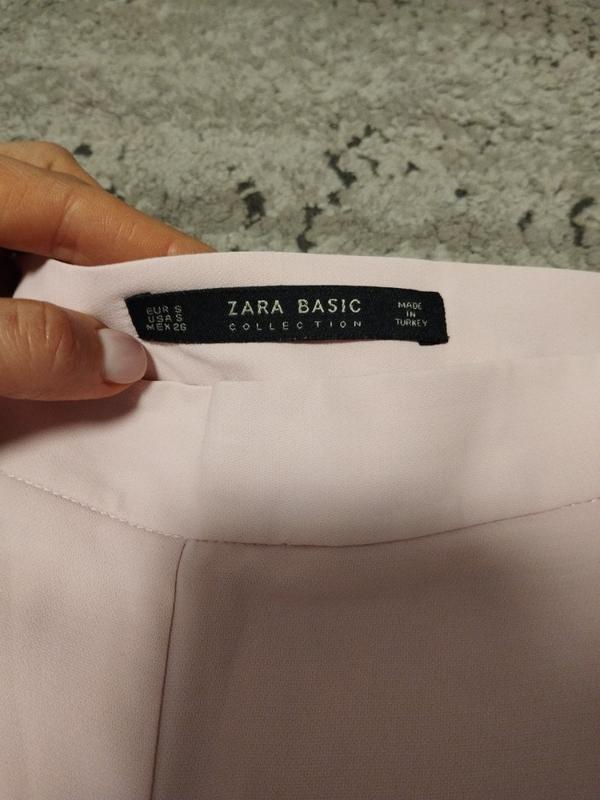 EUR S
USA S
MEX 26
ZARA BASIC
COLLECTION
MADE
IN
TURKEY